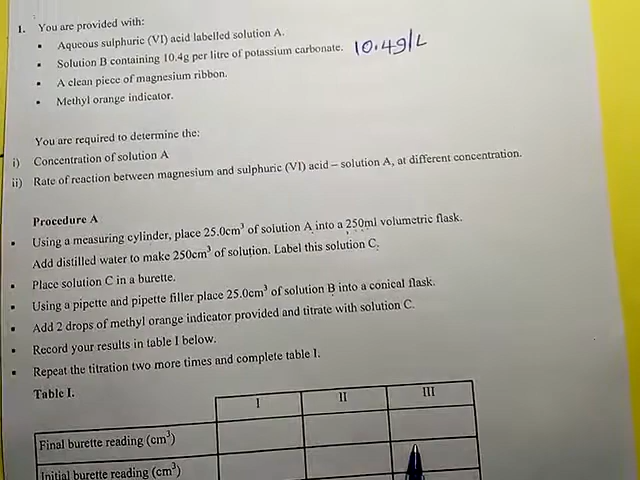 1. You are provided with:
▪ Aqueous sulphuric (VI) acid labelled solution A.
▪ Solution B containing 10.4g per litre of potassium carbonate. 10.4g/L
▪ A clean piece of magnesium ribbon.
▪ Methyl orange indicator.
You are required to determine the:
i) Concentration of solution A
ii) Rate of reaction between magnesium and sulphuric (VI) acid – solution A, at different concentration.
Procedure A
▪ Using a measuring cylinder, place 25.0cm³ of solution A into a 250ml volumetric flask.
Add distilled water to make 250cm³ of solution. Label this solution C.
▪ Place solution C in a burette.
▪ Using a pipette and pipette filler place 25.0cm³ of solution B into a conical flask.
▪ Add 2 drops of methyl orange indicator provided and titrate with solution C.
▪ Record your results in table I below.
▪ Repeat the titration two more times and complete table I.
Table I.
I II III
Final burette reading (cm³)
Initial burette reading (cm³)